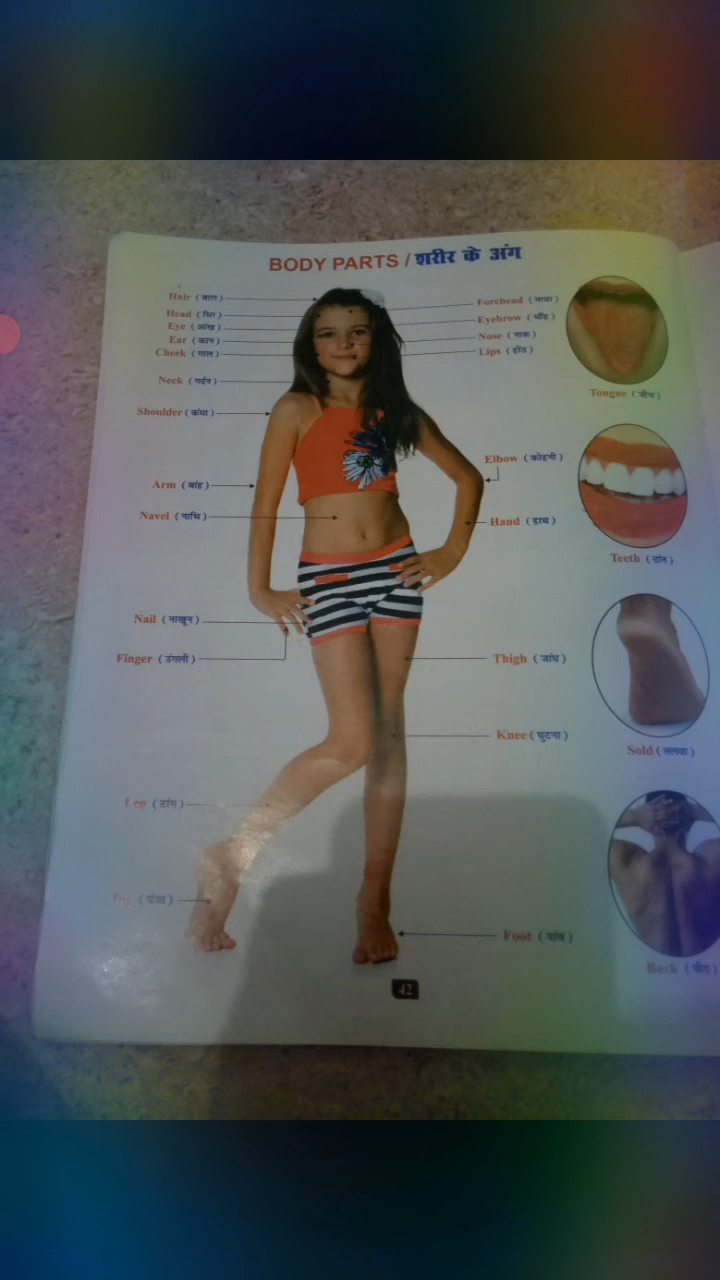 BODY PARTS / शरीर के अंग
Hair ( बाल )
Head ( सिर )
Eye ( आंख )
Ear ( कान )
Cheek ( गाल )
Neck ( गर्दन )
Shoulder ( कंधा )
Arm ( बांह )
Navel ( नाभि )
Nail ( नाखून )
Finger ( उंगली )
Leg ( टांग )
Toe ( पंजा )
Forehead ( माथा )
Eyebrow ( भौंह )
Nose ( नाक )
Lips ( होंठ )
Elbow ( कोहनी )
Hand ( हाथ )
Thigh ( जांघ )
Knee ( घुटना )
Foot ( पांव )
Tongue ( जीभ )
Teeth ( दांत )
Sold ( तलवा )
Back ( पीठ )
42